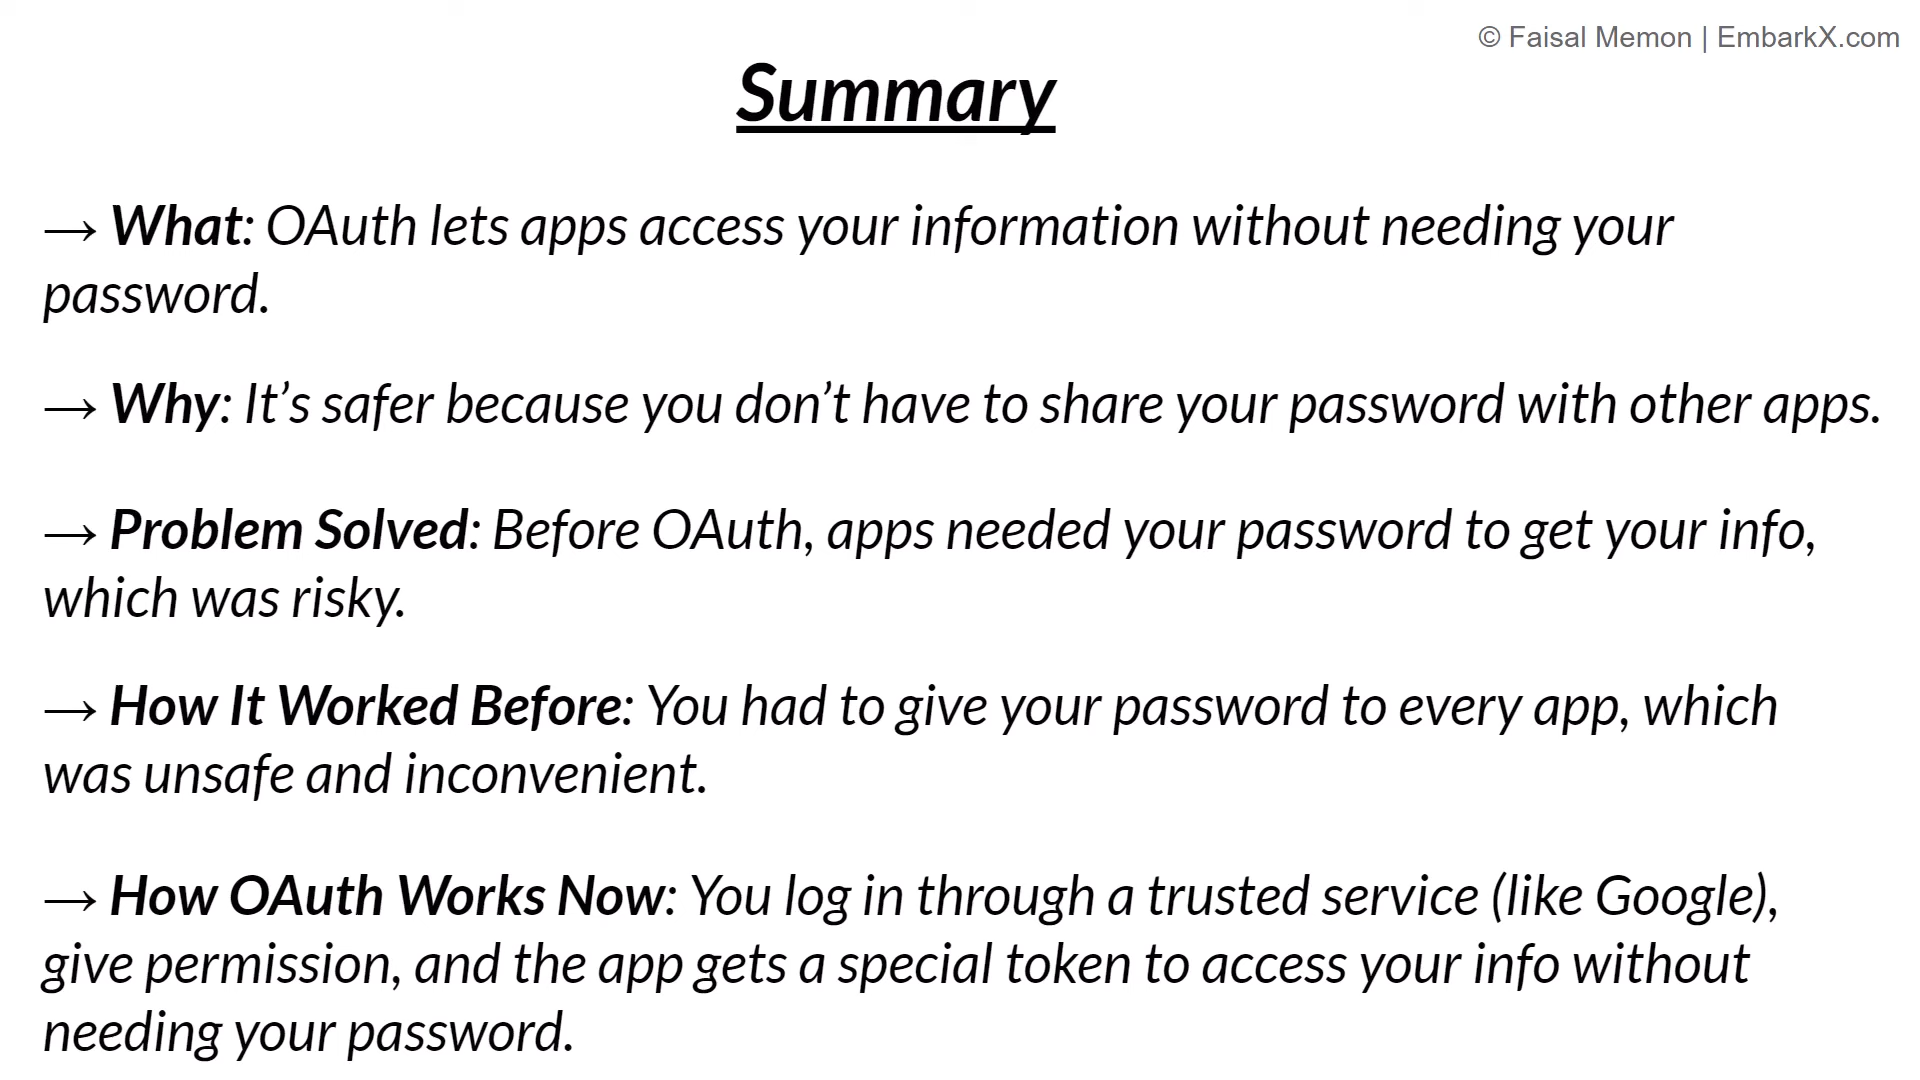 © Faisal Memon | EmbarkX.com
Summary
→ What: OAuth lets apps access your information without needing your
password.
→ Why: It’s safer because you don’t have to share your password with other apps.
→ Problem Solved: Before OAuth, apps needed your password to get your info,
which was risky.
→ How It Worked Before: You had to give your password to every app, which
was unsafe and inconvenient.
→ How OAuth Works Now: You log in through a trusted service (like Google),
give permission, and the app gets a special token to access your info without
needing your password.